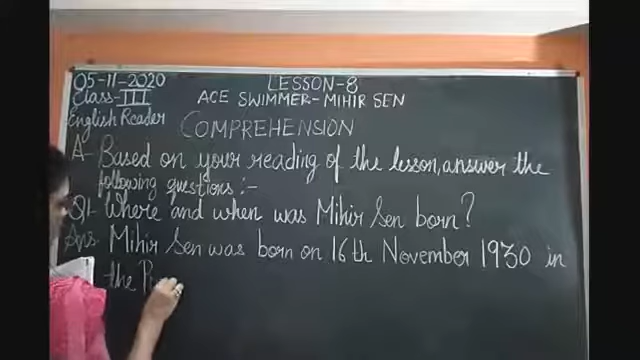 05-11-2020
LESSON-8
Class-III
ACE SWIMMER-MIHIR SEN
English Reader
COMPREHENSION
A- Based on your reading of the lesson, answer the
following questions:-
Q1- Where and when was Mihir Sen born?
Ans- Mihir Sen was born on 16th November 1930 in
the